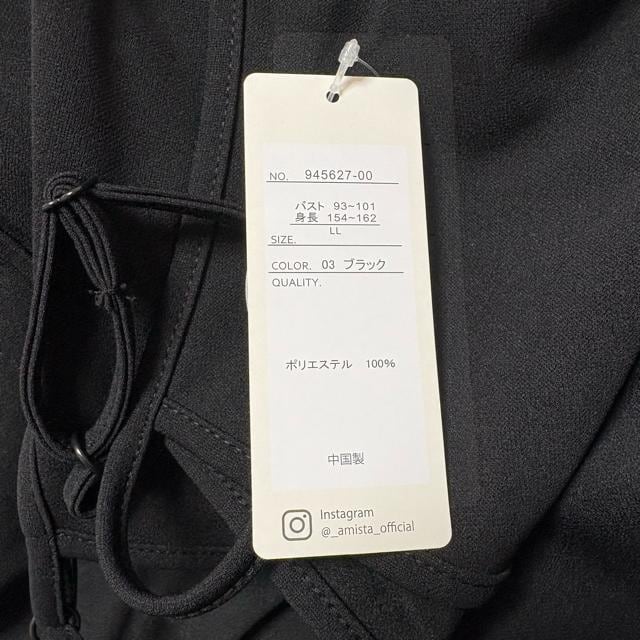 NO. 945627-00
バスト 93~101
身長 154~162
LL
SIZE.
COLOR. 03 ブラック
QUALITY.
ポリエステル 100%
中国製
Instagram
@_amista_official